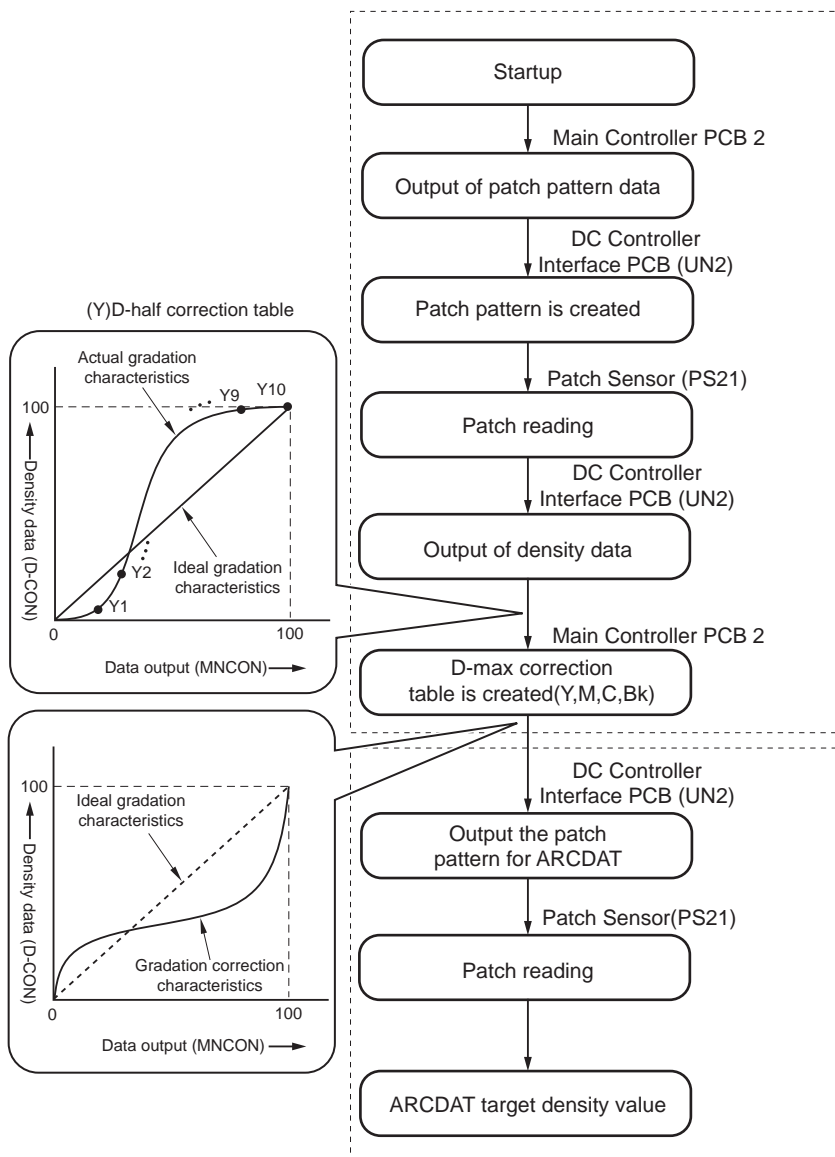 Startup
Main Controller PCB 2
Output of patch pattern data
DC Controller
Interface PCB (UN2)
Patch pattern is created
Patch Sensor (PS21)
Patch reading
DC Controller
Interface PCB (UN2)
Output of density data
Main Controller PCB 2
D-max correction
table is created(Y,M,C,Bk)
(Y)D-half correction table
Actual gradation
characteristics
Y9
Y10
100
Density data (D-CON)
Ideal gradation
characteristics
Y2
Y1
0
100
Data output (MNCON)
100
Ideal gradation
characteristics
Density data (D-CON)
Gradation correction
characteristics
0
100
Data output (MNCON)
DC Controller
Interface PCB (UN2)
Output the patch
pattern for ARCDAT
Patch Sensor(PS21)
Patch reading
ARCDAT target density value